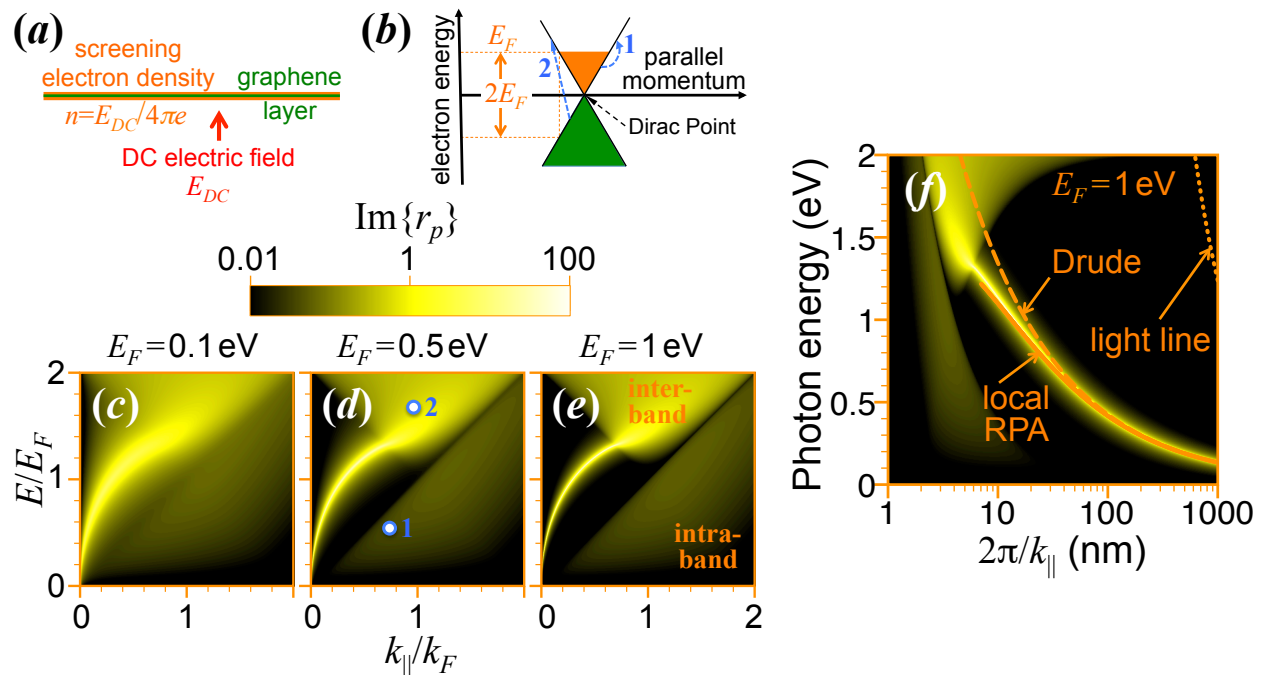 (a)
screening
electron density
graphene
layer
n=E_DC/4πe
DC electric field
E_DC
(b)
electron energy
E_F
2E_F
1
2
parallel
momentum
Dirac Point
Im{r_p}
0.01
1
100
E_F=0.1 eV
E_F=0.5 eV
E_F=1 eV
E/E_F
2
1
0
(c)
(d)
2
1
(e)
inter-
band
intra-
band
0
1
0
1
0
1
2
k_||/k_F
(f)
E_F=1 eV
Photon energy (eV)
2
1.5
1
0.5
0
Drude
light line
local
RPA
1
10
100
1000
2π/k_|| (nm)